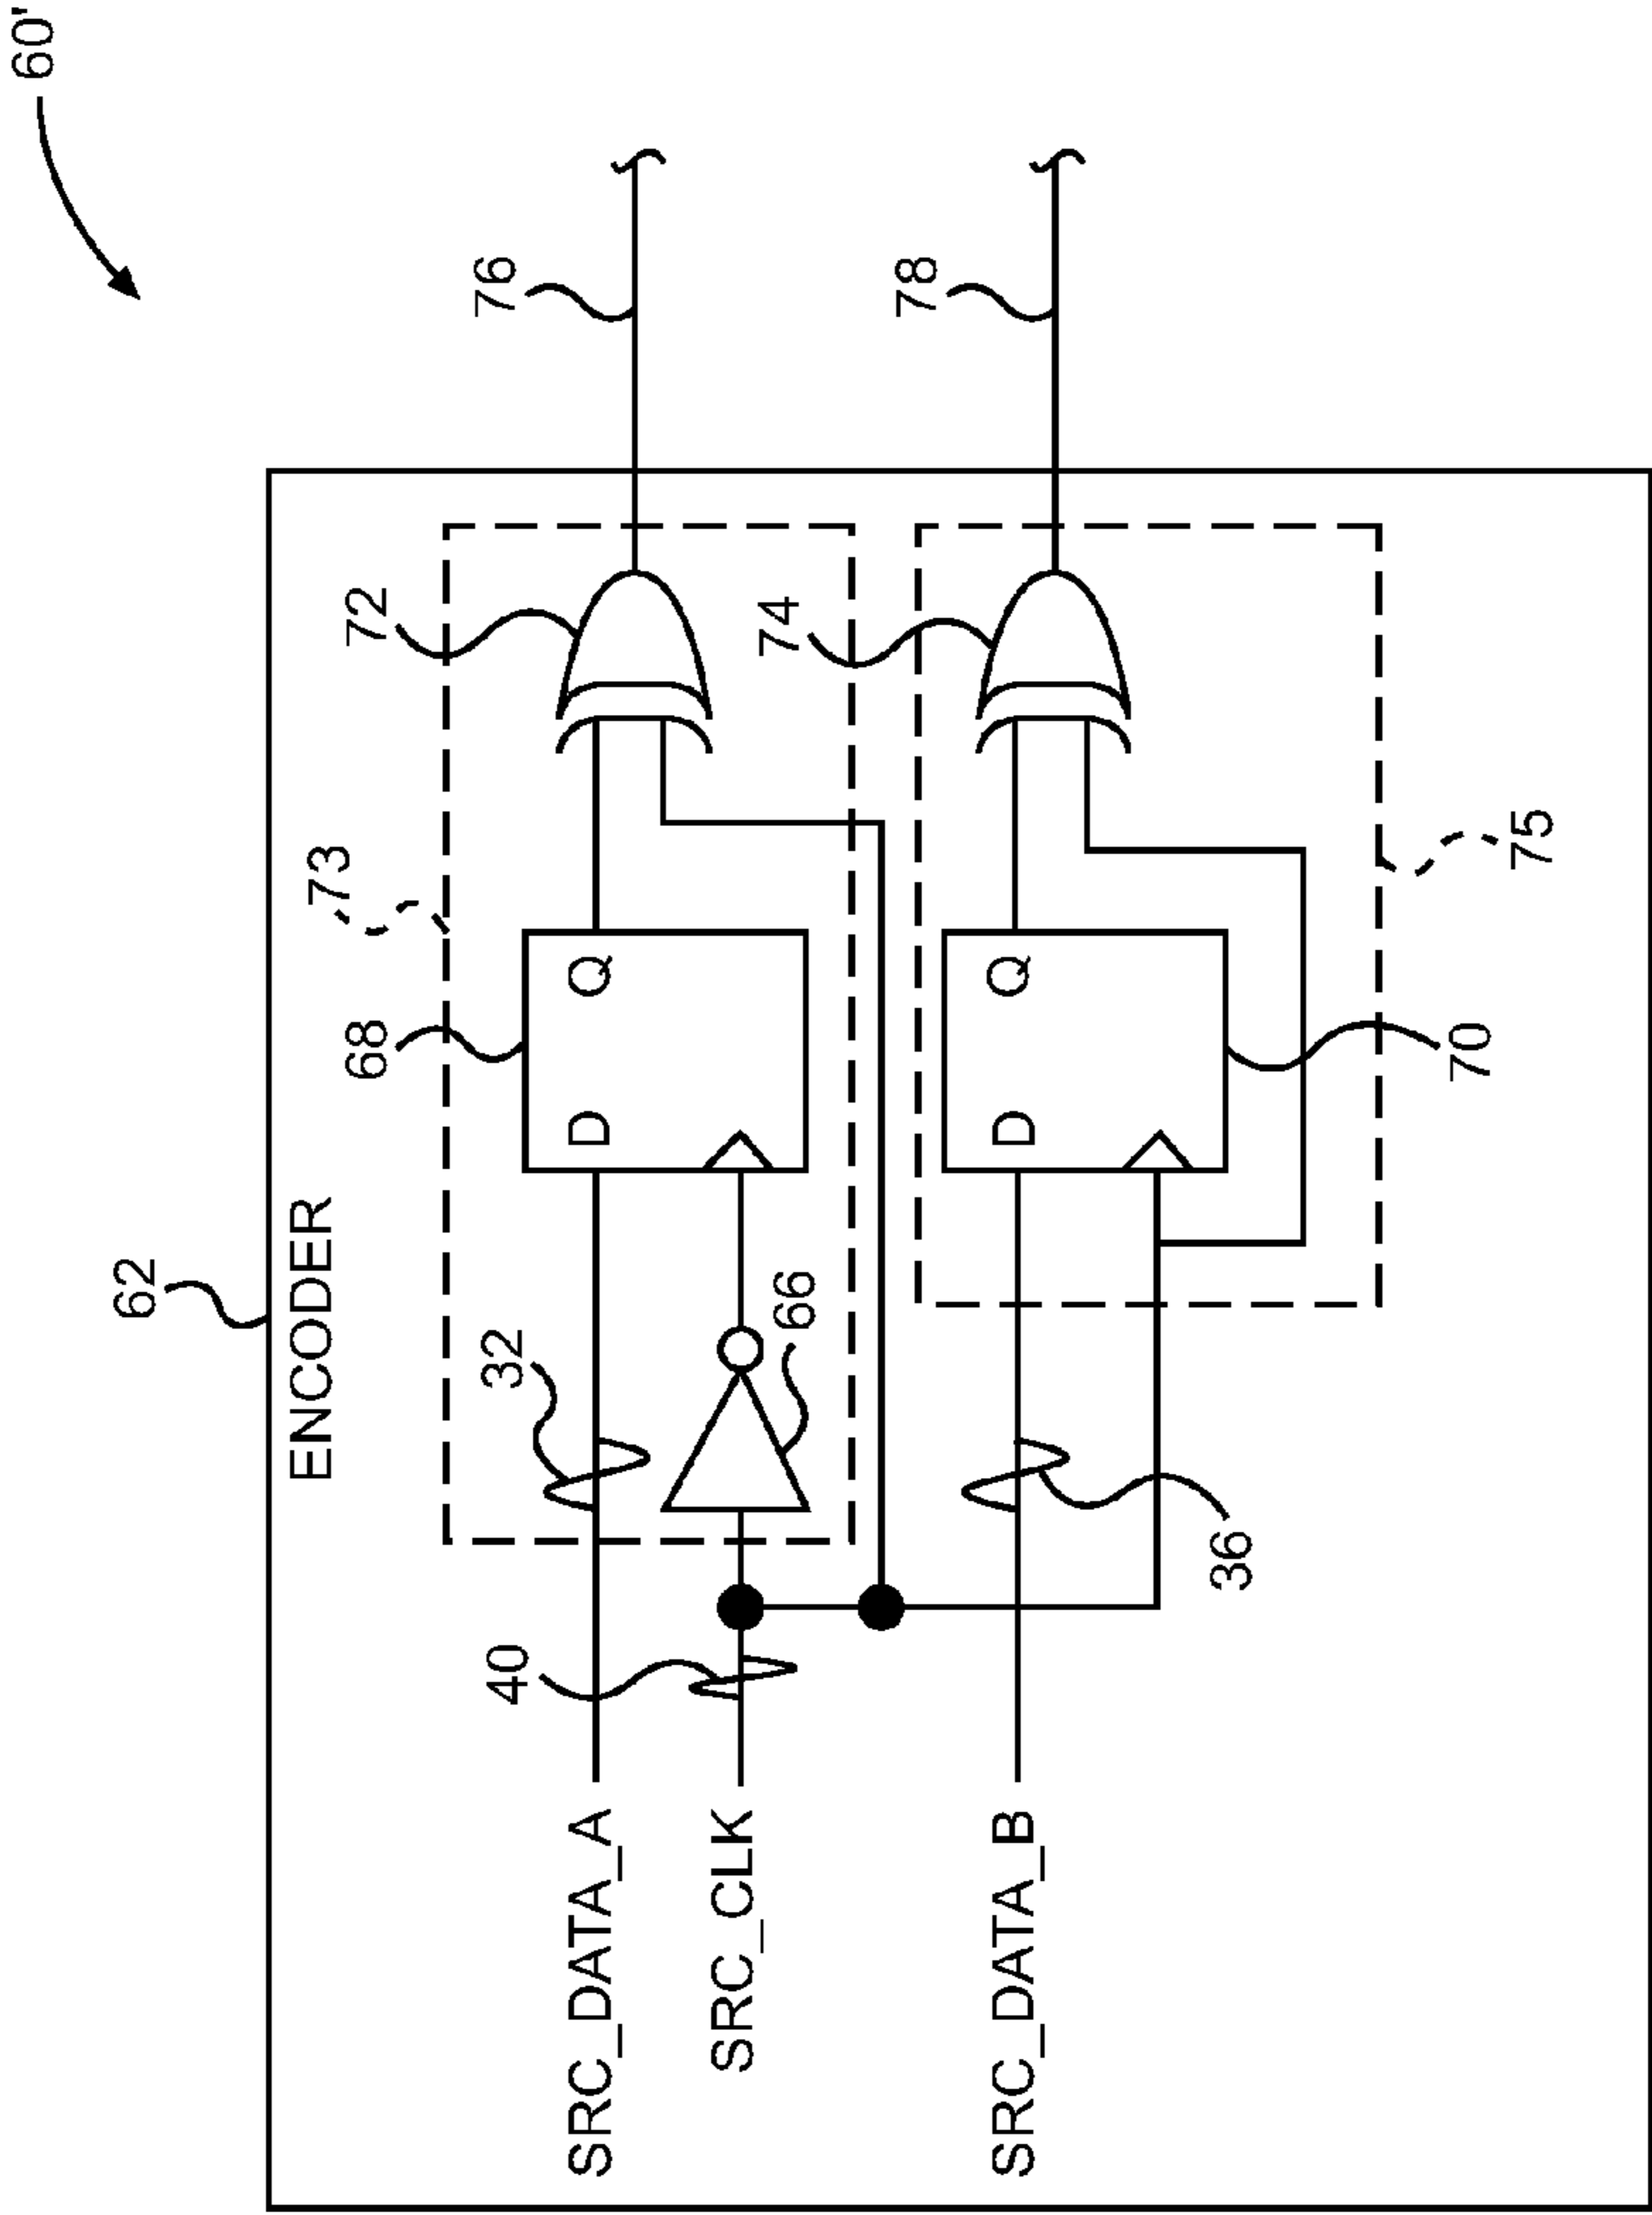 60'
62
ENCODER
73
68
72
32
40
76
SRC_DATA_A
D
Q
SRC_CLK
66
74
78
SRC_DATA_B
D
Q
36
70
75